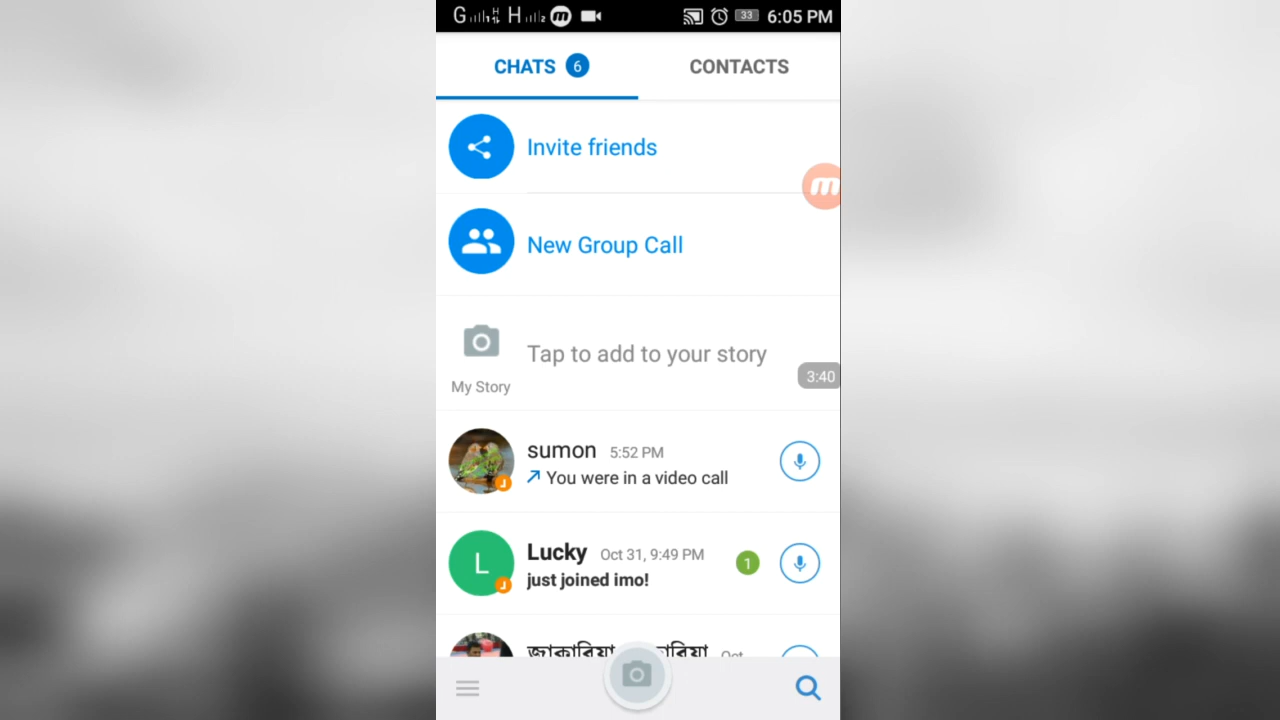 G H 33 6:05 PM
CHATS 6 CONTACTS
Invite friends
New Group Call
Tap to add to your story
My Story
3:40
sumon 5:52 PM
You were in a video call
Lucky Oct 31, 9:49 PM 1
L
just joined imo!
Oct